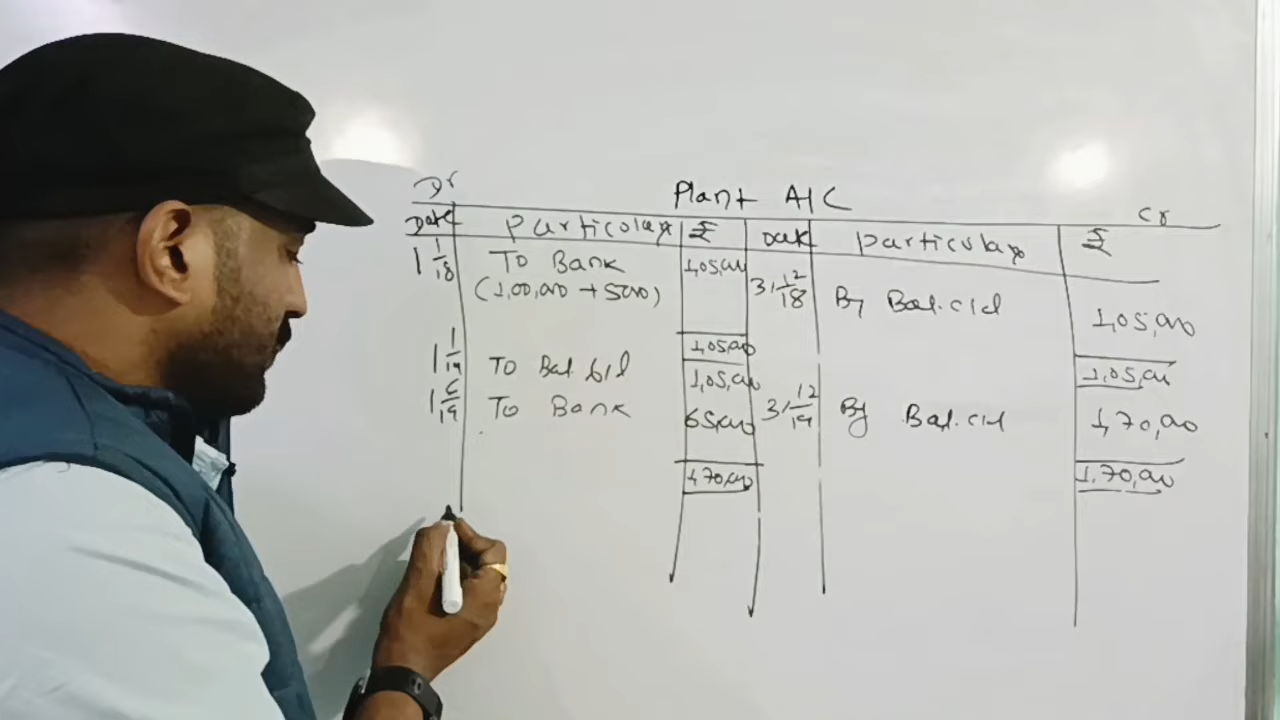 Dr
Plant A/C
Cr
Date Particular ₹ Date Particular ₹
1 1/18 To Bank 1,05,000
(1,00,000 + 5000)
31 12/18 By Bal. c/d 1,05,000
1,05,000 1,05,000
1 1/19 To Bal b/d 1,05,000
1 6/19 To Bank 65,000 31 12/19 By Bal. c/d 1,70,000
1,70,000 1,70,000